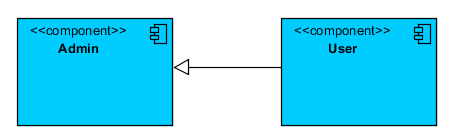 <<component>>
Admin
<<component>>
User